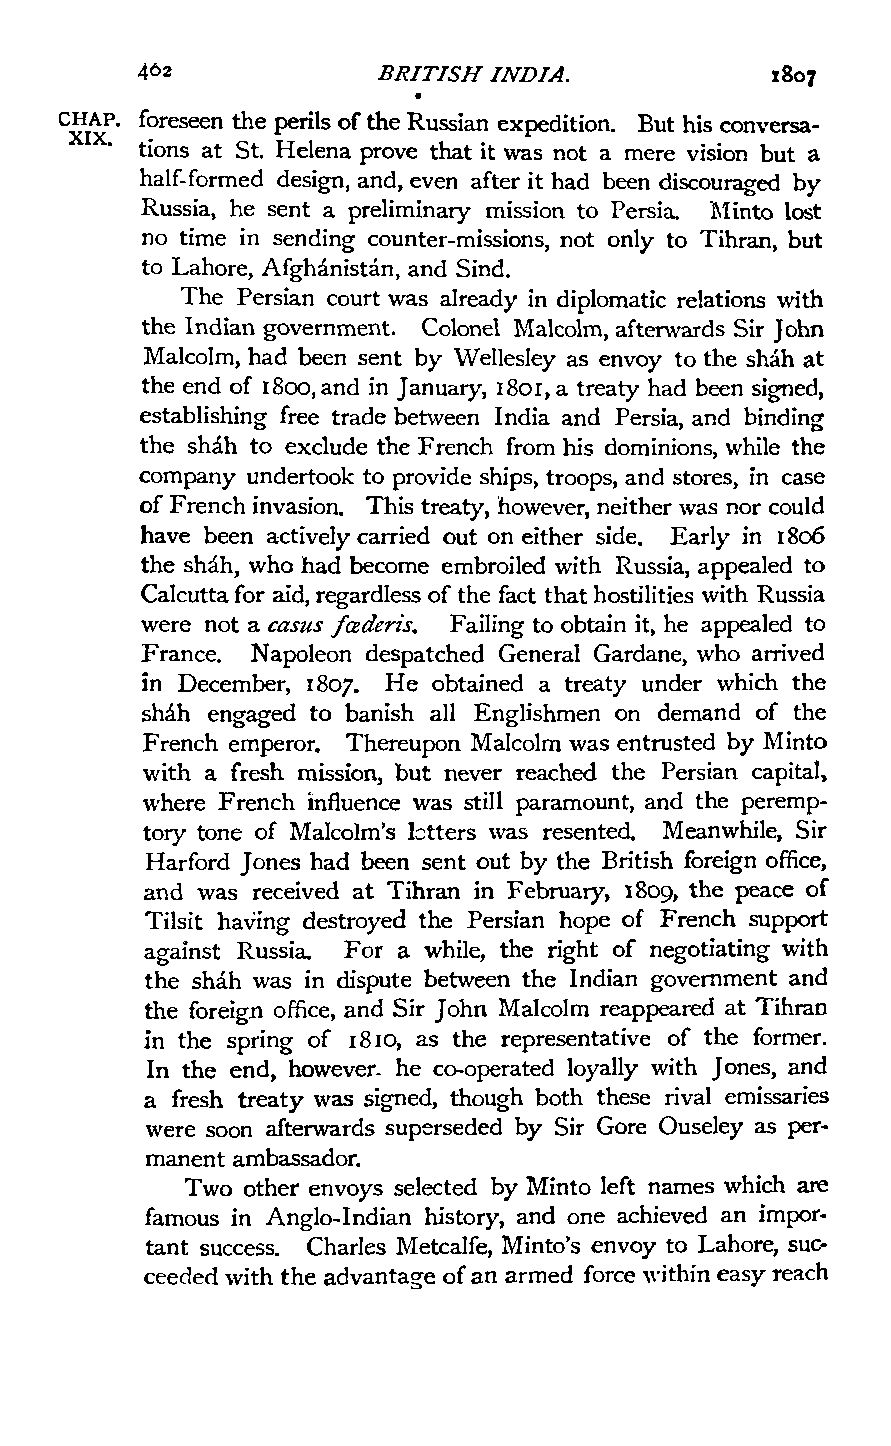 462 BRITISH INDIA. 1807
CHAP. XIX.
foreseen the perils of the Russian expedition. But his conversa-
tions at St. Helena prove that it was not a mere vision but a
half-formed design, and, even after it had been discouraged by
Russia, he sent a preliminary mission to Persia. Minto lost
no time in sending counter-missions, not only to Tihran, but
to Lahore, Afghánistán, and Sind.
The Persian court was already in diplomatic relations with
the Indian government. Colonel Malcolm, afterwards Sir John
Malcolm, had been sent by Wellesley as envoy to the sháh at
the end of 1800, and in January, 1801, a treaty had been signed,
establishing free trade between India and Persia, and binding
the sháh to exclude the French from his dominions, while the
company undertook to provide ships, troops, and stores, in case
of French invasion. This treaty, however, neither was nor could
have been actively carried out on either side. Early in 1806
the sháh, who had become embroiled with Russia, appealed to
Calcutta for aid, regardless of the fact that hostilities with Russia
were not a casus fœderis. Failing to obtain it, he appealed to
France. Napoleon despatched General Gardane, who arrived
in December, 1807. He obtained a treaty under which the
sháh engaged to banish all Englishmen on demand of the
French emperor. Thereupon Malcolm was entrusted by Minto
with a fresh mission, but never reached the Persian capital,
where French influence was still paramount, and the peremp-
tory tone of Malcolm's letters was resented. Meanwhile, Sir
Harford Jones had been sent out by the British foreign office,
and was received at Tihran in February, 1809, the peace of
Tilsit having destroyed the Persian hope of French support
against Russia. For a while, the right of negotiating with
the sháh was in dispute between the Indian government and
the foreign office, and Sir John Malcolm reappeared at Tihran
in the spring of 1810, as the representative of the former.
In the end, however. he co-operated loyally with Jones, and
a fresh treaty was signed, though both these rival emissaries
were soon afterwards superseded by Sir Gore Ouseley as per-
manent ambassador.
Two other envoys selected by Minto left names which are
famous in Anglo-Indian history, and one achieved an impor-
tant success. Charles Metcalfe, Minto's envoy to Lahore, suc-
ceeded with the advantage of an armed force within easy reach